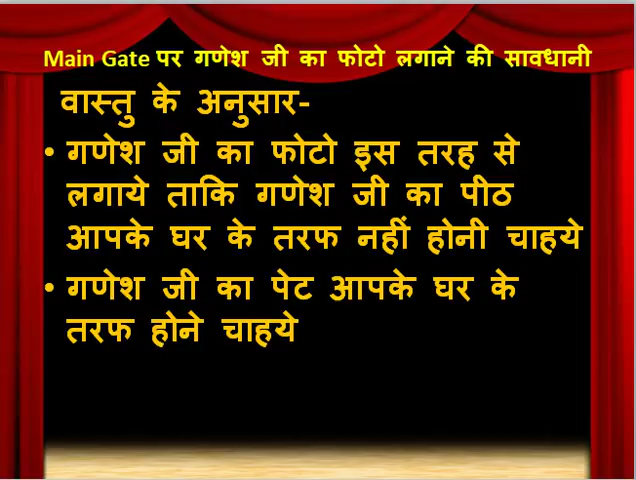 Main Gate पर गणेश जी का फोटो लगाने की सावधानी
वास्तु के अनुसार-
• गणेश जी का फोटो इस तरह से
लगाये ताकि गणेश जी का पीठ
आपके घर के तरफ नहीं होनी चाहये
• गणेश जी का पेट आपके घर के
तरफ होने चाहये